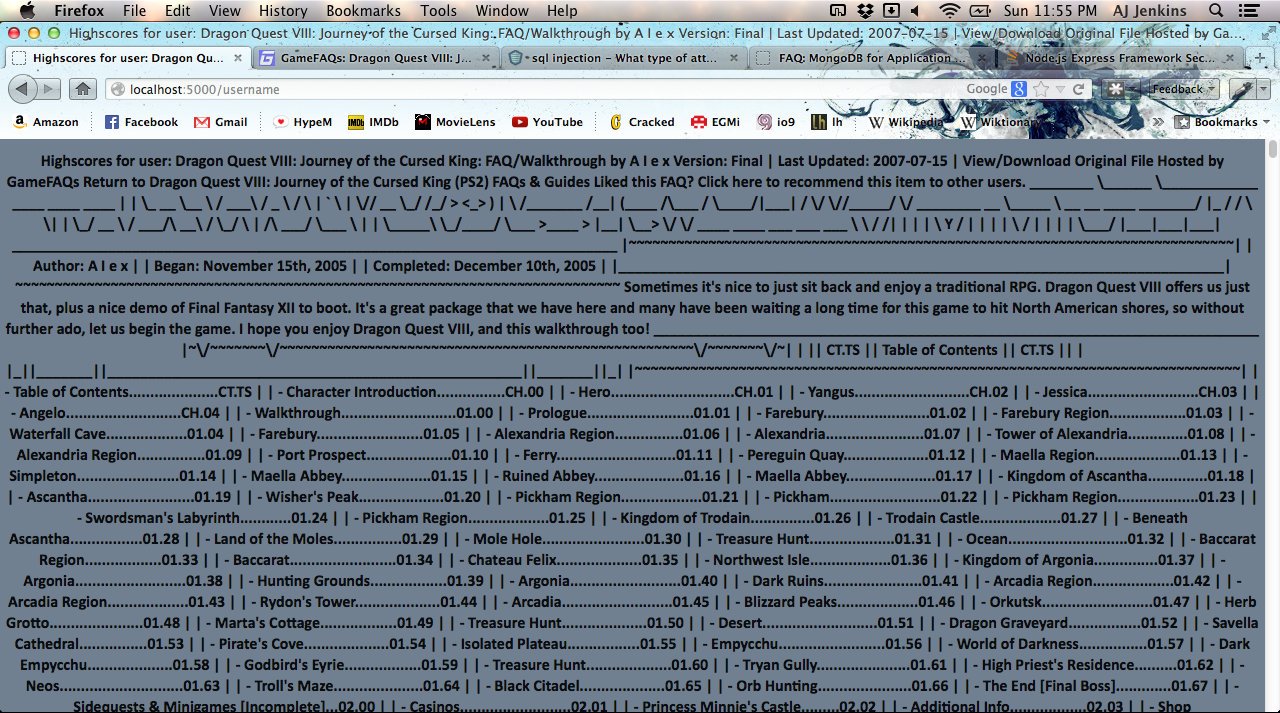 Firefox File Edit View History Bookmarks Tools Window Help Sun 11:55 PM AJ Jenkins
Highscores for user: Dragon Quest VIII: Journey of the Cursed King: FAQ/Walkthrough by A l e x Version: Final | Last Updated: 2007-07-15 | View/Download Original File Hosted by Ga...
Highscores for user: Dragon Qu... GameFAQs: Dragon Quest VIII: J... sql injection - What type of att... FAQ: MongoDB for Application ... Node.js Express Framework Sec...
localhost:5000/username Google Feedback
Amazon Facebook Gmail HypeM IMDb MovieLens YouTube Cracked EGMi io9 lh Wikipedia Wiktionary Bookmarks
Highscores for user: Dragon Quest VIII: Journey of the Cursed King: FAQ/Walkthrough by A l e x Version: Final | Last Updated: 2007-07-15 | View/Download Original File Hosted by
GameFAQs Return to Dragon Quest VIII: Journey of the Cursed King (PS2) FAQs & Guides Liked this FAQ? Click here to recommend this item to other users.
Author: A l e x | | Began: November 15th, 2005 | | Completed: December 10th, 2005 | |
Sometimes it's nice to just sit back and enjoy a traditional RPG. Dragon Quest VIII offers us just
that, plus a nice demo of Final Fantasy XII to boot. It's a great package that we have here and many have been waiting a long time for this game to hit North American shores, so without
further ado, let us begin the game. I hope you enjoy Dragon Quest VIII, and this walkthrough too!
| | || CT.TS || Table of Contents || CT.TS || |
- Table of Contents..................CT.TS | | - Character Introduction...............CH.00 | | - Hero...............................CH.01 | | - Yangus.............................CH.02 | | - Jessica............................CH.03 | |
- Angelo.............................CH.04 | | - Walkthrough..........................01.00 | | - Prologue...........................01.01 | | - Farebury...........................01.02 | | - Farebury Region....................01.03 | | -
Waterfall Cave.....................01.04 | | - Farebury...........................01.05 | | - Alexandria Region..................01.06 | | - Alexandria.........................01.07 | | - Tower of Alexandria................01.08 | | -
Alexandria Region..................01.09 | | - Port Prospect......................01.10 | | - Ferry..............................01.11 | | - Pereguin Quay......................01.12 | | - Maella Region......................01.13 | | -
Simpleton..........................01.14 | | - Maella Abbey.......................01.15 | | - Ruined Abbey.......................01.16 | | - Maella Abbey.......................01.17 | | - Kingdom of Ascantha................01.18 |
| - Ascantha...........................01.19 | | - Wisher's Peak......................01.20 | | - Pickham Region.....................01.21 | | - Pickham............................01.22 | | - Pickham Region.....................01.23 | |
- Swordsman's Labyrinth..............01.24 | | - Pickham Region.....................01.25 | | - Kingdom of Trodain.................01.26 | | - Trodain Castle.....................01.27 | | - Beneath
Ascantha...................01.28 | | - Land of the Moles..................01.29 | | - Mole Hole..........................01.30 | | - Treasure Hunt......................01.31 | | - Ocean..............................01.32 | | - Baccarat
Region....................01.33 | | - Baccarat...........................01.34 | | - Chateau Felix......................01.35 | | - Northwest Isle.....................01.36 | | - Kingdom of Argonia.................01.37 | | -
Argonia............................01.38 | | - Hunting Grounds....................01.39 | | - Argonia............................01.40 | | - Dark Ruins.........................01.41 | | - Arcadia Region.....................01.42 | | -
Arcadia Region.....................01.43 | | - Rydon's Tower......................01.44 | | - Arcadia............................01.45 | | - Blizzard Peaks.....................01.46 | | - Orkutsk............................01.47 | | - Herb
Grotto........................01.48 | | - Marta's Cottage....................01.49 | | - Treasure Hunt......................01.50 | | - Desert.............................01.51 | | - Dragon Graveyard...................01.52 | | - Savella
Cathedral..................01.53 | | - Pirate's Cove......................01.54 | | - Isolated Plateau...................01.55 | | - Empycchu...........................01.56 | | - World of Darkness..................01.57 | | - Dark
Empycchu......................01.58 | | - Godbird's Eyrie....................01.59 | | - Treasure Hunt......................01.60 | | - Tryan Gully........................01.61 | | - High Priest's Residence............01.62 | | -
Neos...............................01.63 | | - Troll's Maze.......................01.64 | | - Black Citadel......................01.65 | | - Orb Hunting........................01.66 | | - The End [Final Boss]...............01.67 | | -
Sidequests & Minigames [Incomplete]...02.00 | | - Casinos............................02.01 | | - Princess Minnie's Castle...........02.02 | | - Additional Info....................02.03 | | - Shop